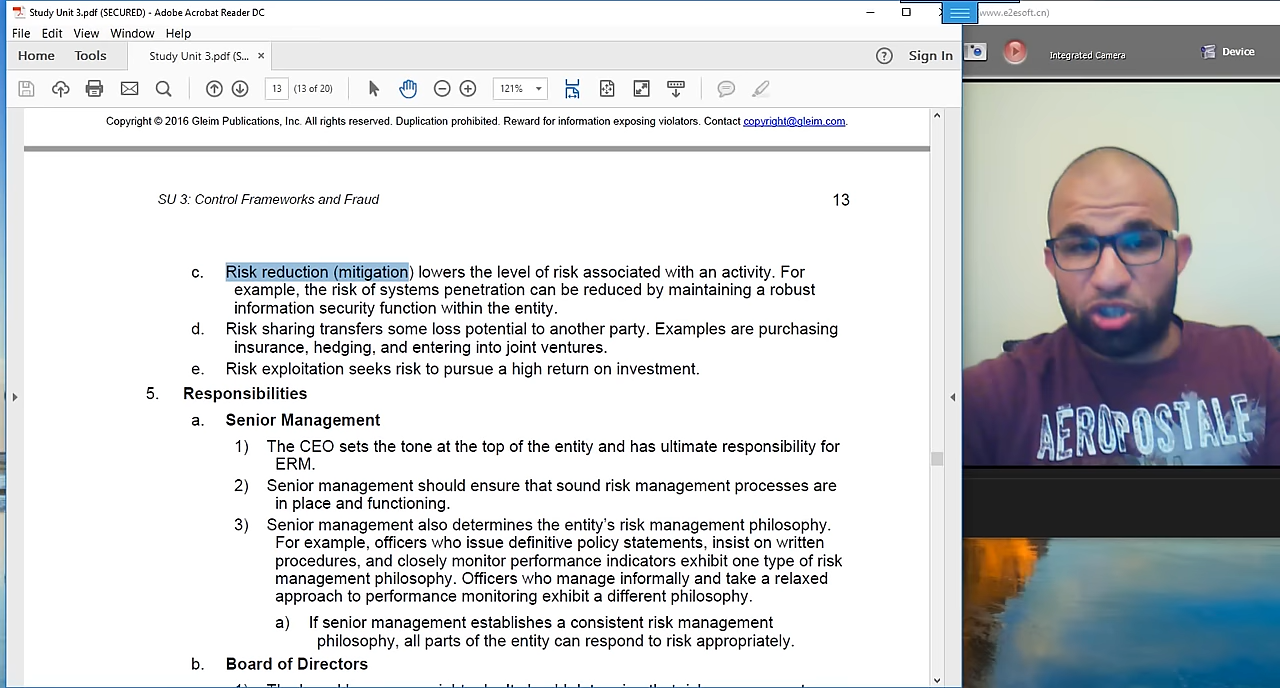 Study Unit 3.pdf (SECURED) - Adobe Acrobat Reader DC
www.e2esoft.cn)
File Edit View Window Help
Home Tools Study Unit 3.pdf (S... × Sign In
Integrated Camera Device
13 (13 of 20) 121%
Copyright © 2016 Gleim Publications, Inc. All rights reserved. Duplication prohibited. Reward for information exposing violators. Contact copyright@gleim.com.
SU 3: Control Frameworks and Fraud 13
c. Risk reduction (mitigation) lowers the level of risk associated with an activity. For
example, the risk of systems penetration can be reduced by maintaining a robust
information security function within the entity.
d. Risk sharing transfers some loss potential to another party. Examples are purchasing
insurance, hedging, and entering into joint ventures.
e. Risk exploitation seeks risk to pursue a high return on investment.
5. Responsibilities
a. Senior Management
1) The CEO sets the tone at the top of the entity and has ultimate responsibility for
ERM.
2) Senior management should ensure that sound risk management processes are
in place and functioning.
3) Senior management also determines the entity's risk management philosophy.
For example, officers who issue definitive policy statements, insist on written
procedures, and closely monitor performance indicators exhibit one type of risk
management philosophy. Officers who manage informally and take a relaxed
approach to performance monitoring exhibit a different philosophy.
a) If senior management establishes a consistent risk management
philosophy, all parts of the entity can respond to risk appropriately.
b. Board of Directors
AÉROPOSTALE